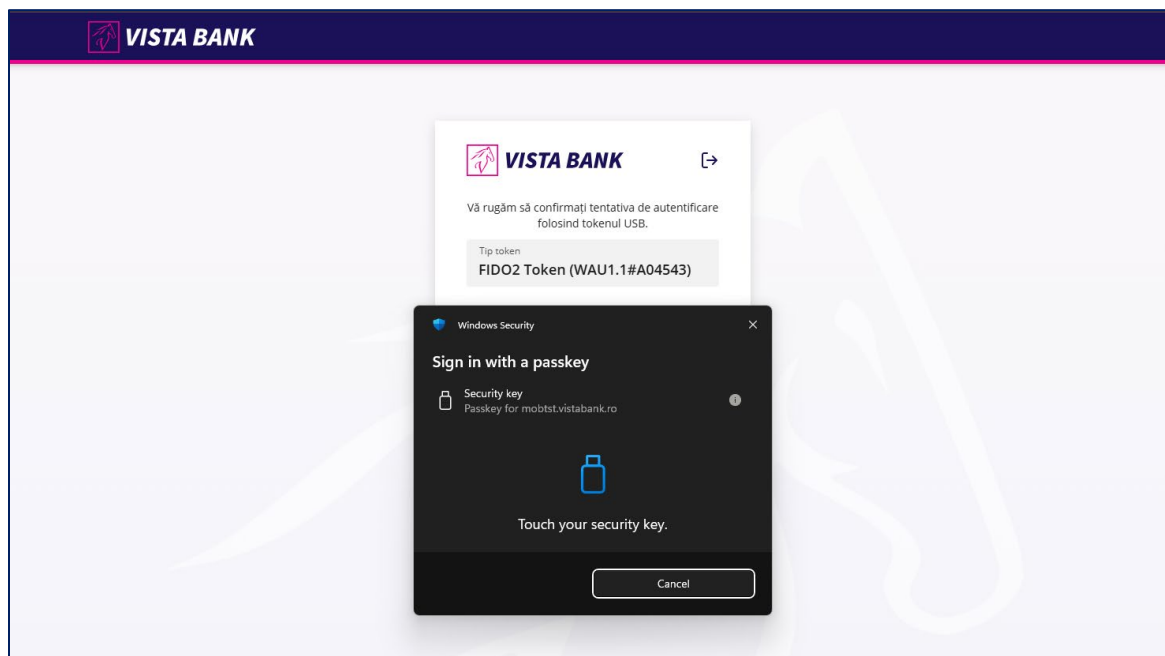 VISTA BANK
VISTA BANK
Vă rugăm să confirmați tentativa de autentificare
folosind tokenul USB.
Tip token
FIDO2 Token (WAU1.1#A04543)
Windows Security
Sign in with a passkey
Security key
Passkey for mobtst.vistabank.ro
Touch your security key.
Cancel